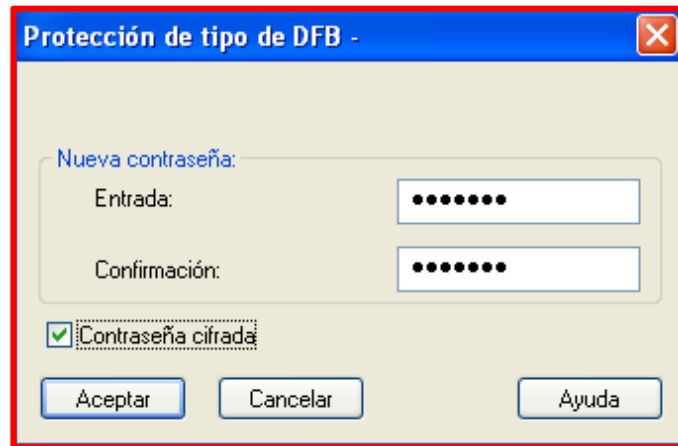 Protección de tipo de DFB -
Nueva contraseña:
Entrada: •••••••
Confirmación: •••••••
Contraseña cifrada
Aceptar Cancelar Ayuda